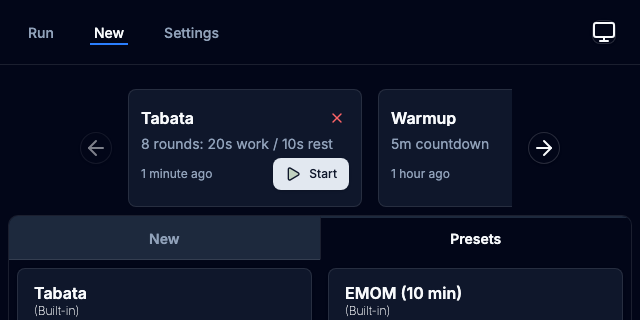 Run New Settings
Tabata
8 rounds: 20s work / 10s rest
1 minute ago
Start
Warmup
5m countdown
1 hour ago
New Presets
Tabata
(Built-in)
EMOM (10 min)
(Built-in)